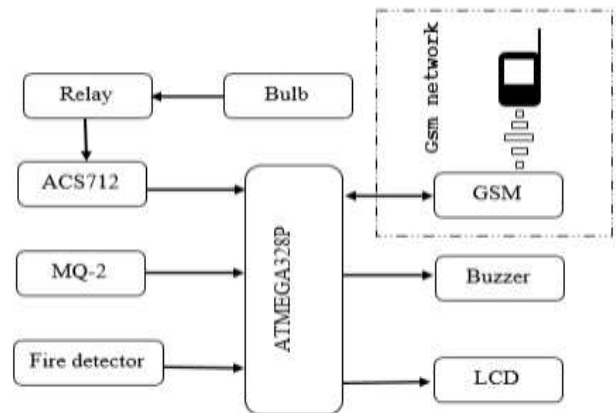 Gsm network
Relay
Bulb
ACS712
GSM
MQ-2
ATMEGA328P
Buzzer
Fire detector
LCD